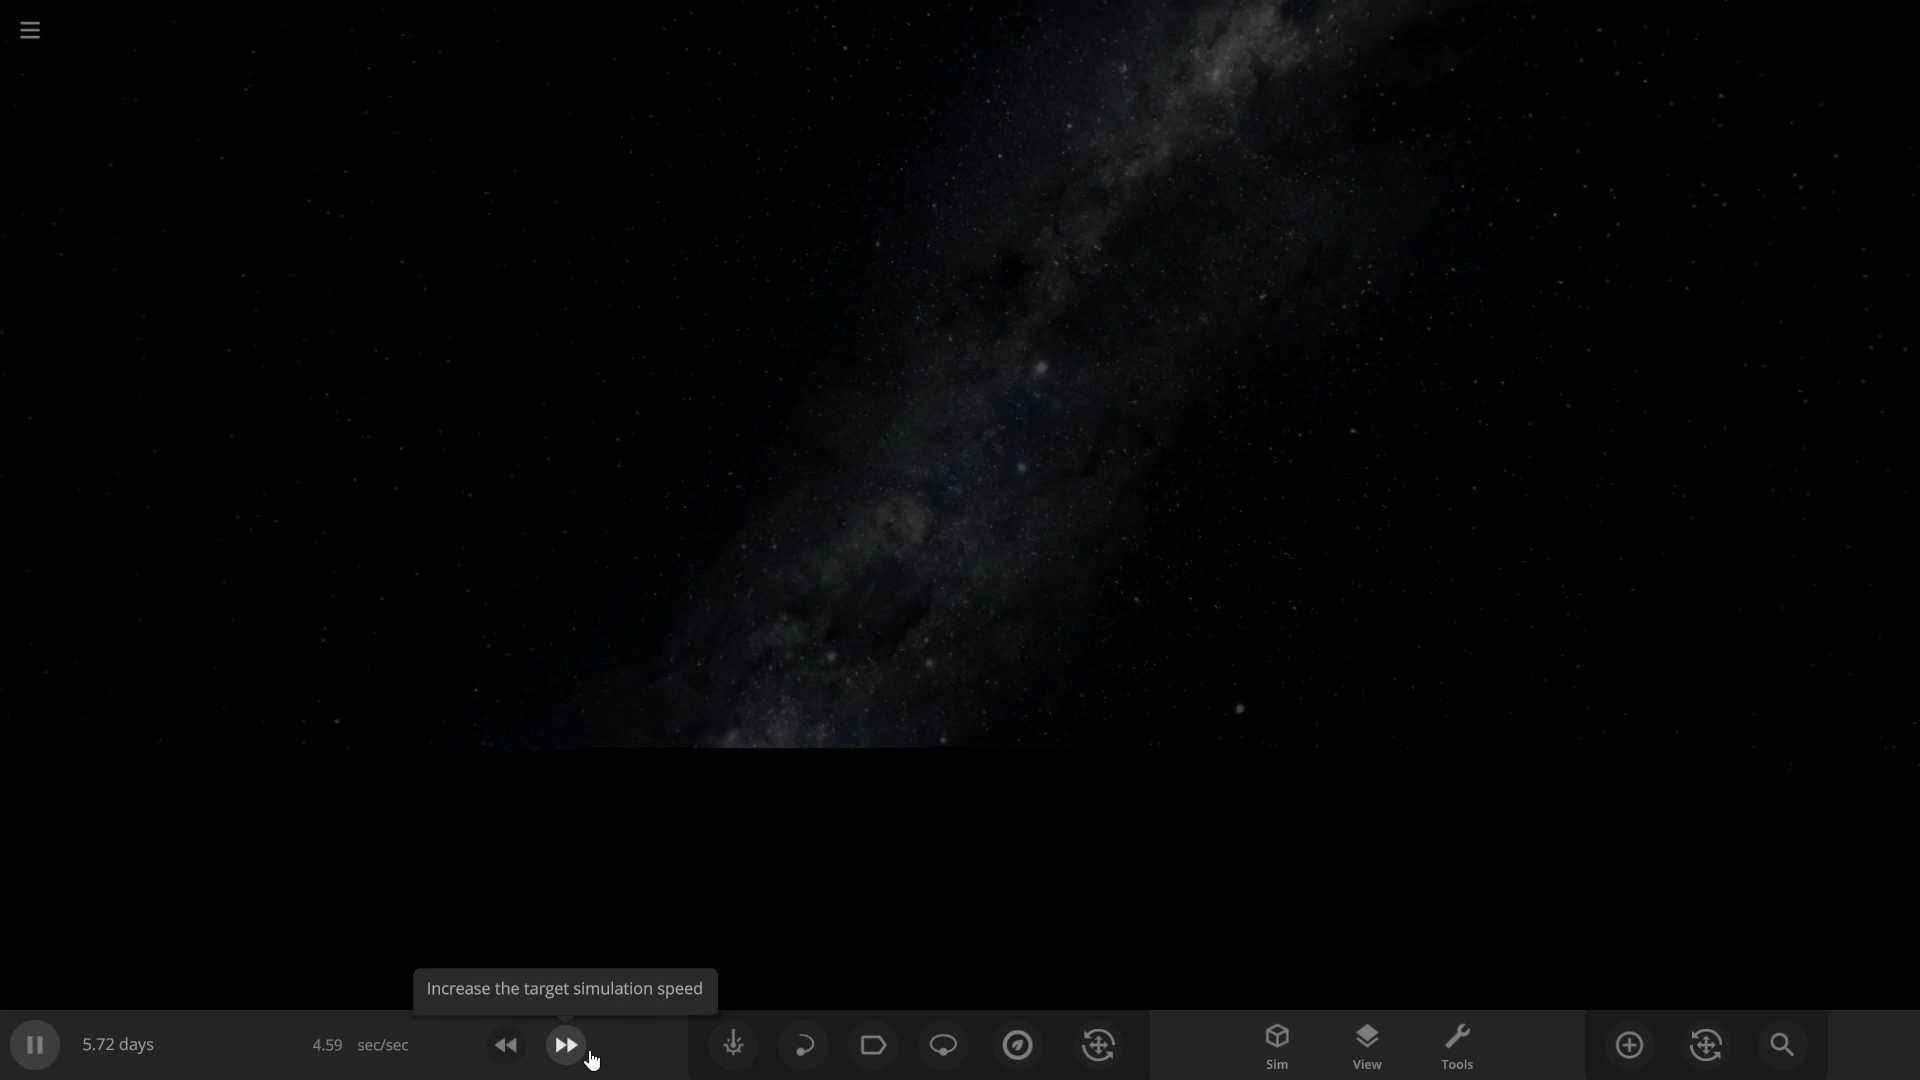 Increase the target simulation speed
5.72 days
4.59 sec/sec
Sim
View
Tools